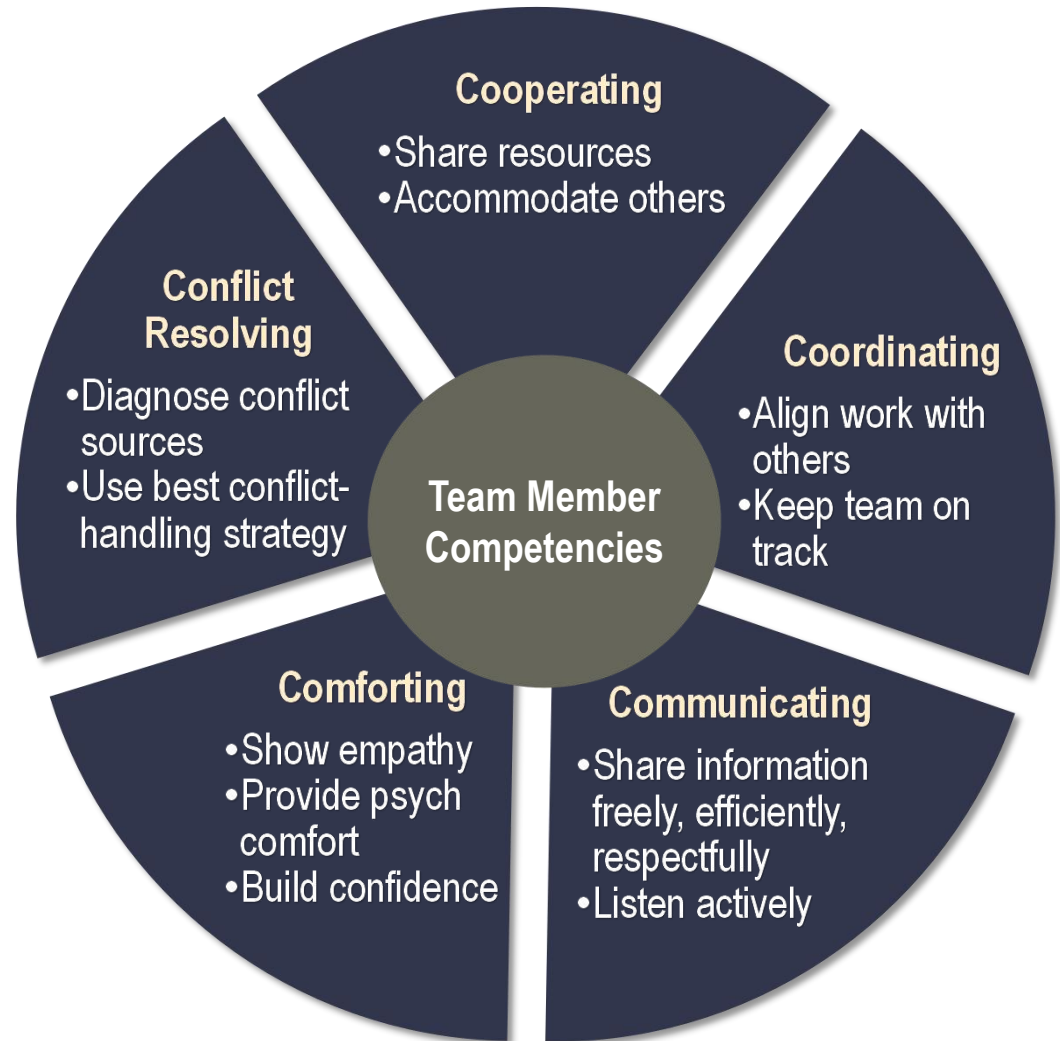 Cooperating
•Share resources
•Accommodate others
Coordinating
•Align work with
others
•Keep team on
track
Communicating
•Share information
freely, efficiently,
respectfully
•Listen actively
Comforting
•Show empathy
•Provide psych
comfort
•Build confidence
Conflict
Resolving
•Diagnose conflict
sources
•Use best conflict-
handling strategy
Team Member
Competencies